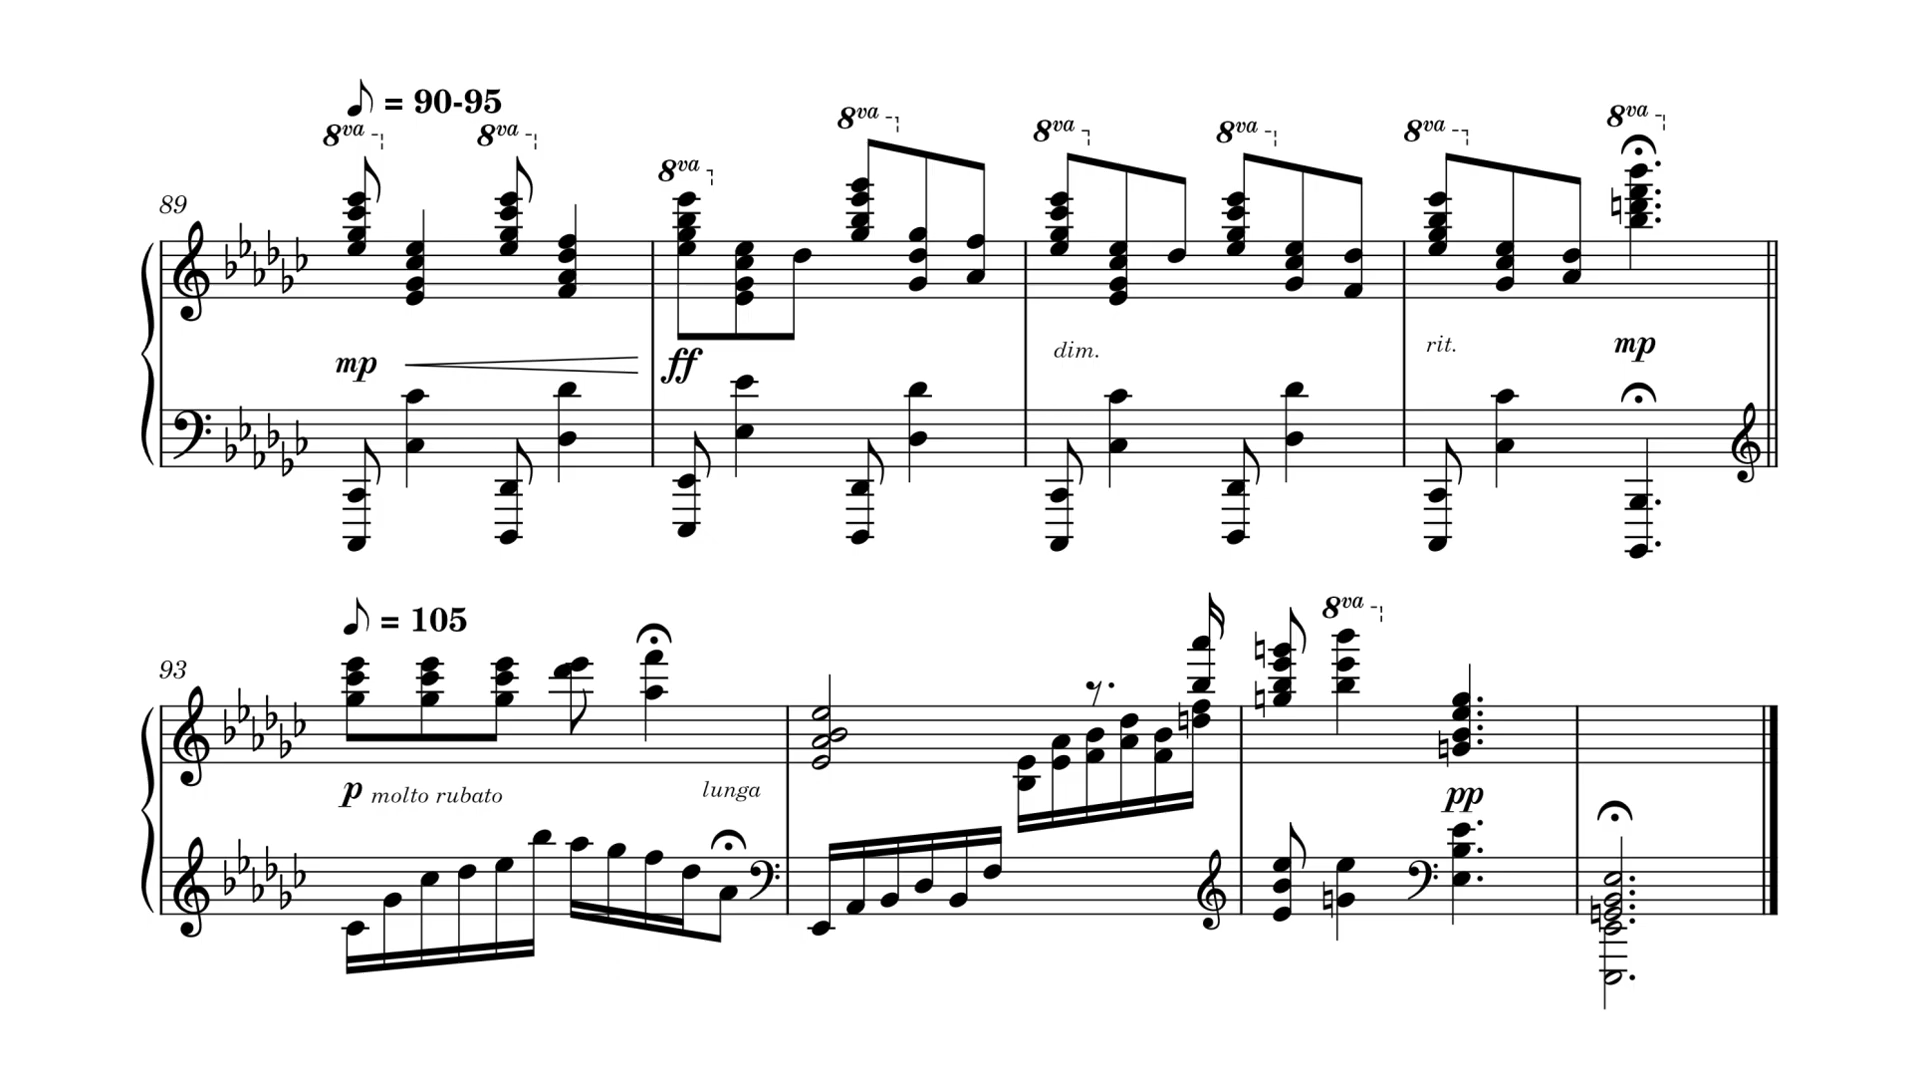 = 90-95
8va 8va 8va 8va 8va 8va 8va 8va
89
mp ff dim. rit. mp
= 105
8va
93
p molto rubato lunga pp